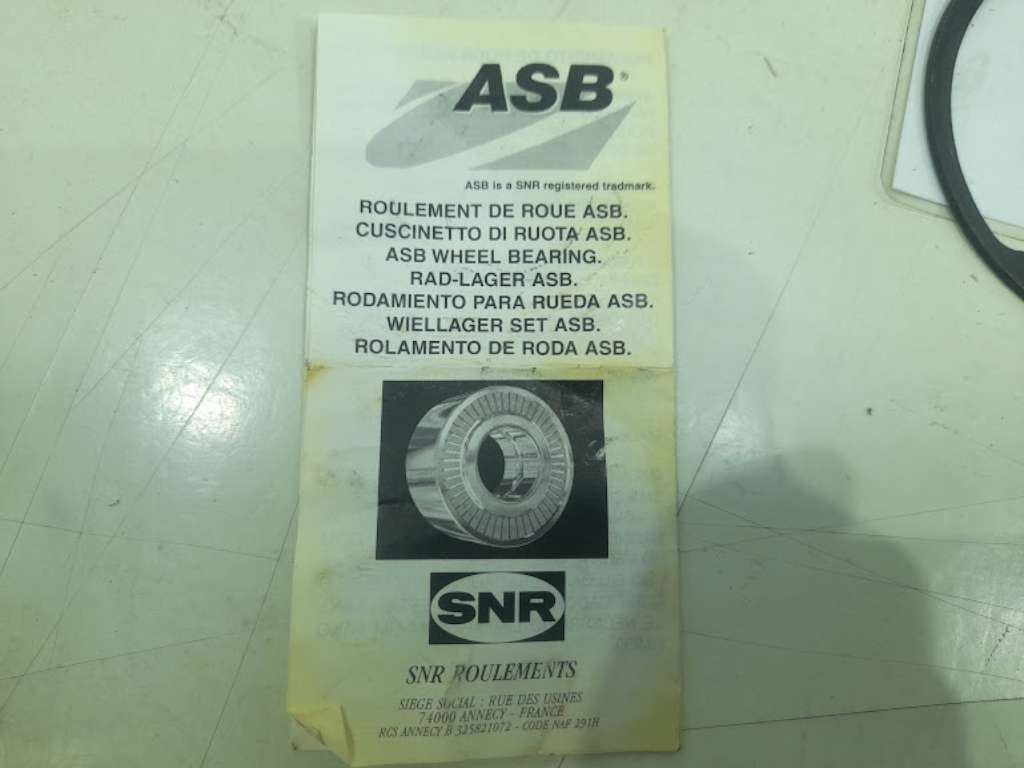 ASB®
ASB is a SNR registered tradmark.
ROULEMENT DE ROUE ASB.
CUSCINETTO DI RUOTA ASB.
ASB WHEEL BEARING.
RAD-LAGER ASB.
RODAMIENTO PARA RUEDA ASB.
WIELLAGER SET ASB.
ROLAMENTO DE RODA ASB.
SNR
SNR ROULEMENTS
SIEGE SOCIAL : RUE DES USINES
74000 ANNECY - FRANCE
RCS ANNECY B 325821072 - CODE NAF 291H